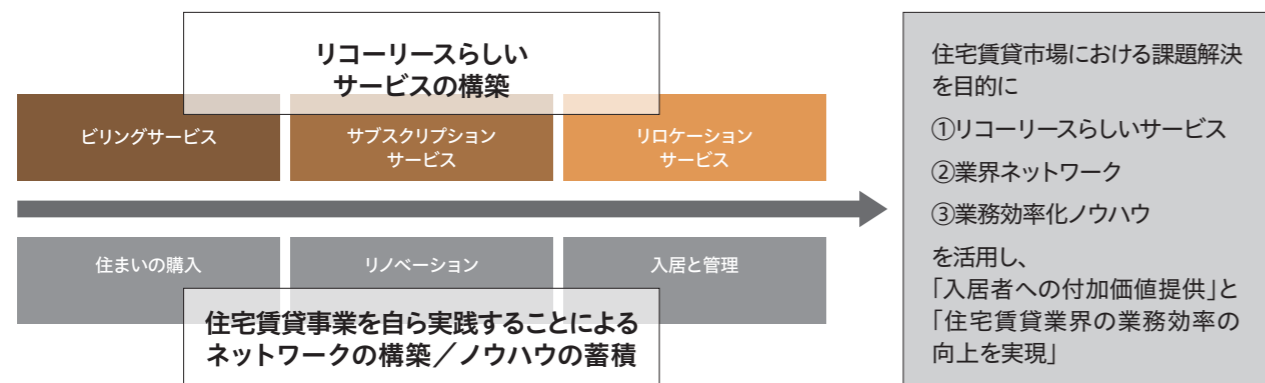 リコーリースらしい
サービスの構築
ビリングサービス
サブスクリプション
サービス
リロケーション
サービス
住まいの購入
リノベーション
入居と管理
住宅賃貸事業を自ら実践することによる
ネットワークの構築／ノウハウの蓄積
住宅賃貸市場における課題解決
を目的に
①リコーリースらしいサービス
②業界ネットワーク
③業務効率化ノウハウ
を活用し、
「入居者への付加価値提供」と
「住宅賃貸業界の業務効率の
向上を実現」